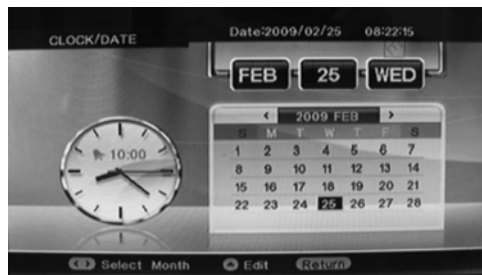 CLOCK/DATE
Date:2009/02/25 08:22:15
FEB 25 WED
< 2009 FEB >
S M T W T F S
1 2 3 4 5 6 7
8 9 10 11 12 13 14
15 16 17 18 19 20 21
22 23 24 25 26 27 28
10:00
Select Month Edit Return